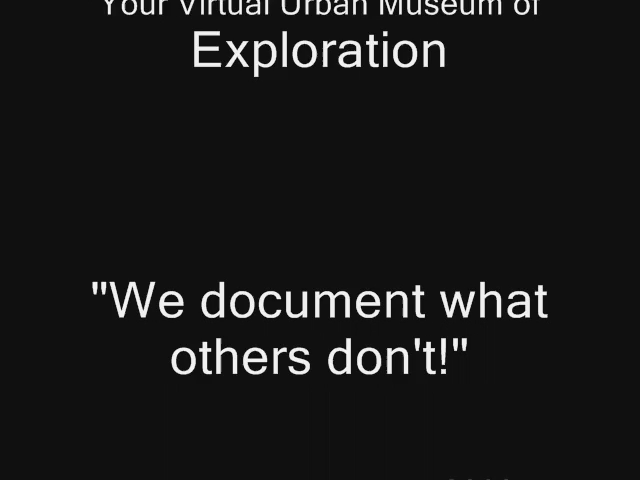 Your Virtual Urban Museum of
Exploration
"We document what
others don't!"